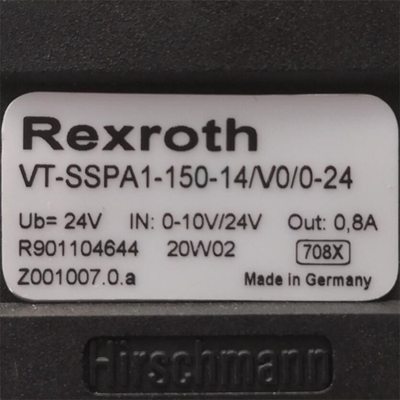 Rexroth
VT-SSPA1-150-14/V0/0-24
Ub= 24V IN: 0-10V/24V Out: 0,8A
R901104644 20W02 708X
Z001007.0.a Made in Germany
Hirschmann